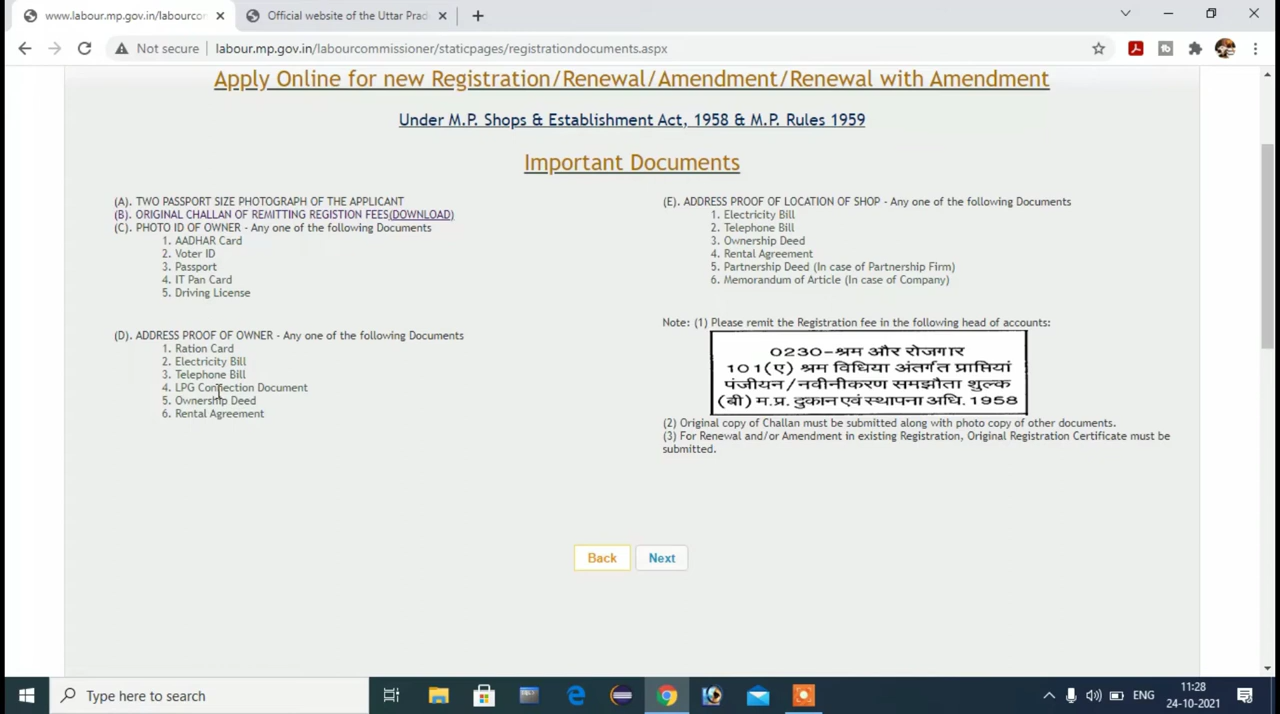 www.labour.mp.gov.in/labourcor
Official website of the Uttar Prad
Not secure
labour.mp.gov.in/labourcommissioner/staticpages/registrationdocuments.aspx
Apply Online for new Registration/Renewal/Amendment/Renewal with Amendment
Under M.P. Shops & Establishment Act, 1958 & M.P. Rules 1959
Important Documents
(A). TWO PASSPORT SIZE PHOTOGRAPH OF THE APPLICANT
(B). ORIGINAL CHALLAN OF REMITTING REGISTION FEES(DOWNLOAD)
(C). PHOTO ID OF OWNER - Any one of the following Documents
1. AADHAR Card
2. Voter ID
3. Passport
4. IT Pan Card
5. Driving License
(D). ADDRESS PROOF OF OWNER - Any one of the following Documents
1. Ration Card
2. Electricity Bill
3. Telephone Bill
4. LPG Connection Document
5. Ownership Deed
6. Rental Agreement
(E). ADDRESS PROOF OF LOCATION OF SHOP - Any one of the following Documents
1. Electricity Bill
2. Telephone Bill
3. Ownership Deed
4. Rental Agreement
5. Partnership Deed (In case of Partnership Firm)
6. Memorandum of Article (In case of Company)
Note: (1) Please remit the Registration fee in the following head of accounts:
0230-श्रम और रोजगार
101(ए) श्रम विधिया अंतर्गत प्राप्तियां
पंजीयन/नवीनीकरण समझौता शुल्क
(बी) म.प्र. दुकान एवं स्थापना अधि. 1958
(2) Original copy of Challan must be submitted along with photo copy of other documents.
(3) For Renewal and/or Amendment in existing Registration, Original Registration Certificate must be
submitted.
Back
Next
Type here to search
ENG
11:28
24-10-2021